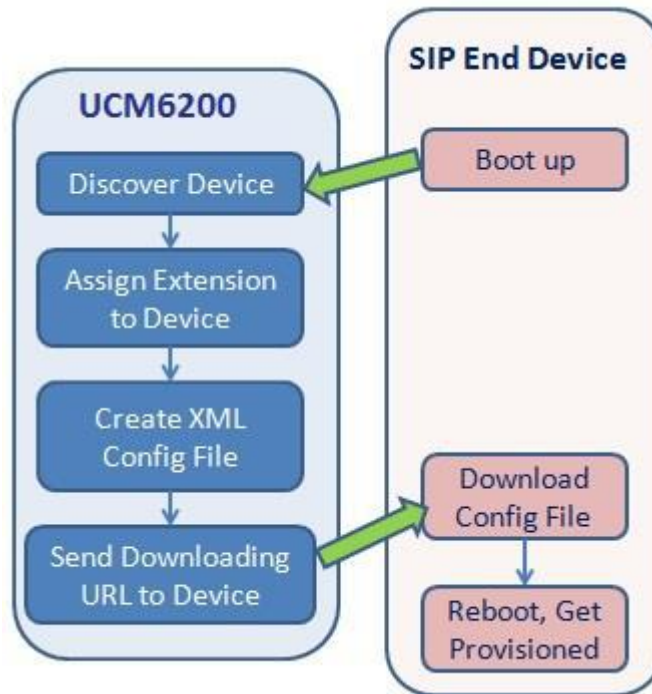 UCM6200
Discover Device
Assign Extension
to Device
Create XML
Config File
Send Downloading
URL to Device
SIP End Device
Boot up
Download
Config File
Reboot, Get
Provisioned